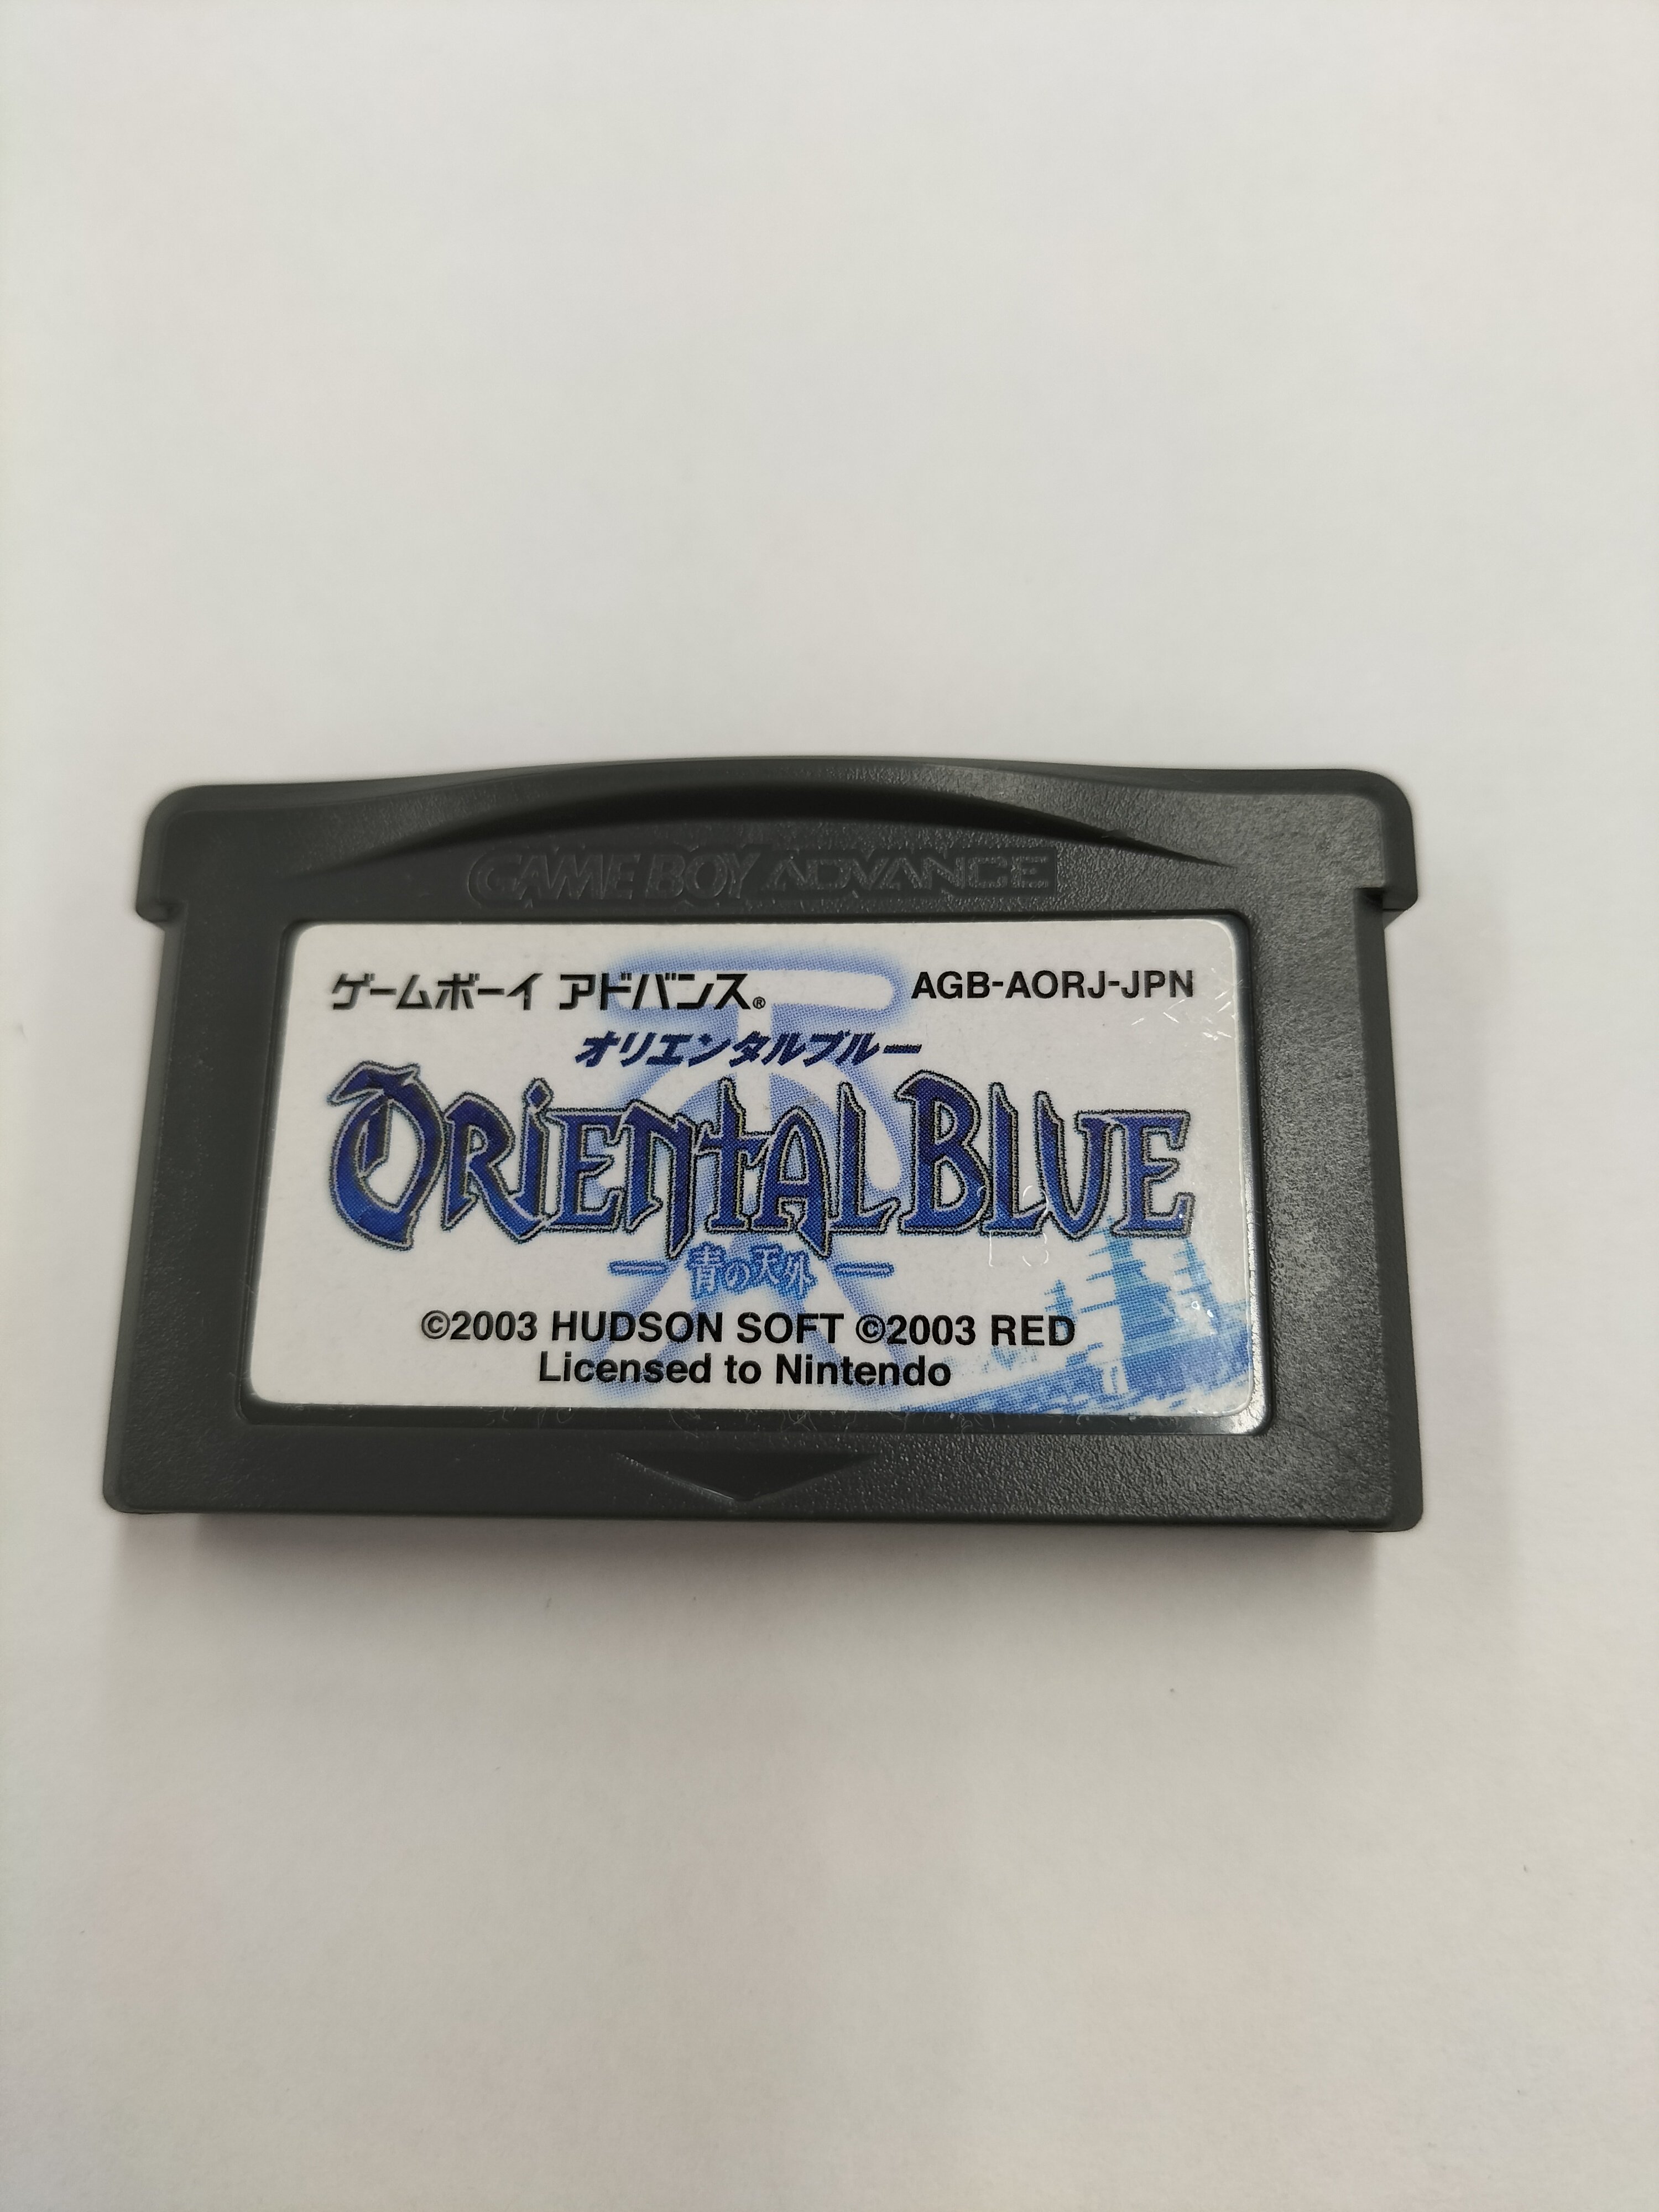 GAME BOY ADVANCE
ゲームボーイ アドバンス® AGB-AORJ-JPN
オリエンタルブルー
ORIENTAL BLUE
— 青の天外 —
©2003 HUDSON SOFT ©2003 RED
Licensed to Nintendo